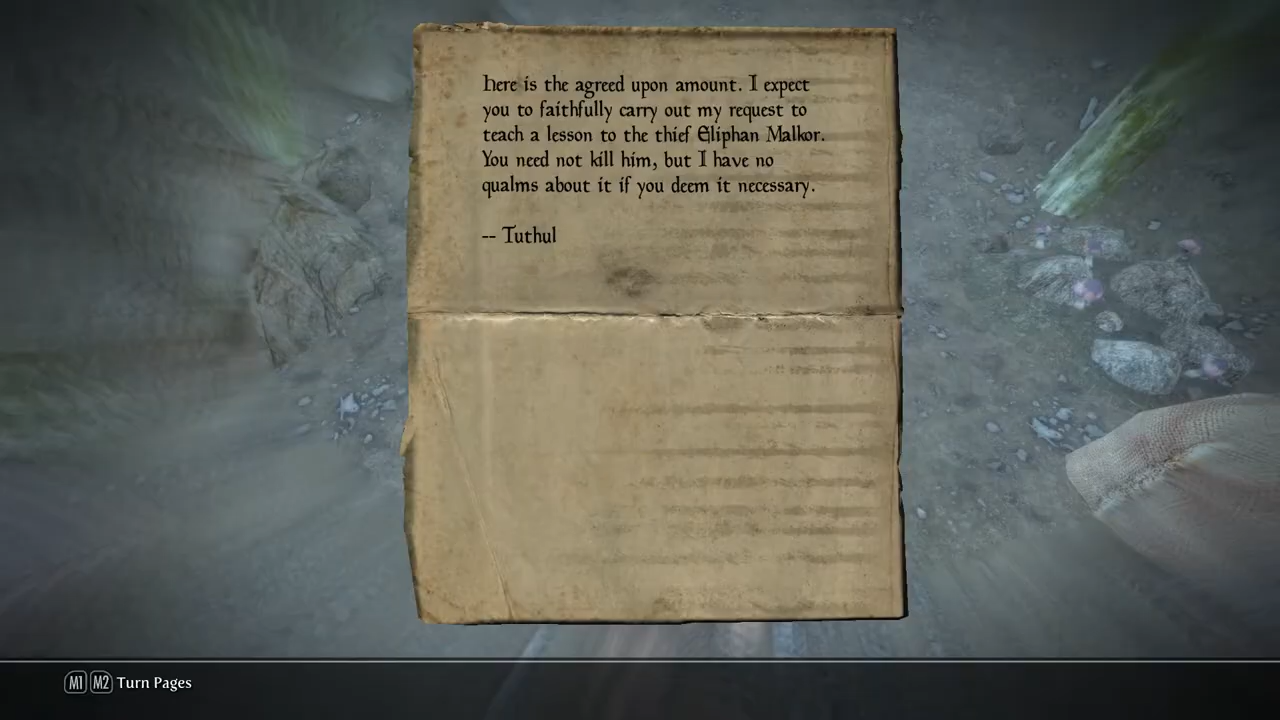 here is the agreed upon amount. I expect
you to faithfully carry out my request to
teach a lesson to the thief Eliphan Malkor.
You need not kill him, but I have no
qualms about it if you deem it necessary.
-- Tuthul
M1 M2 Turn Pages